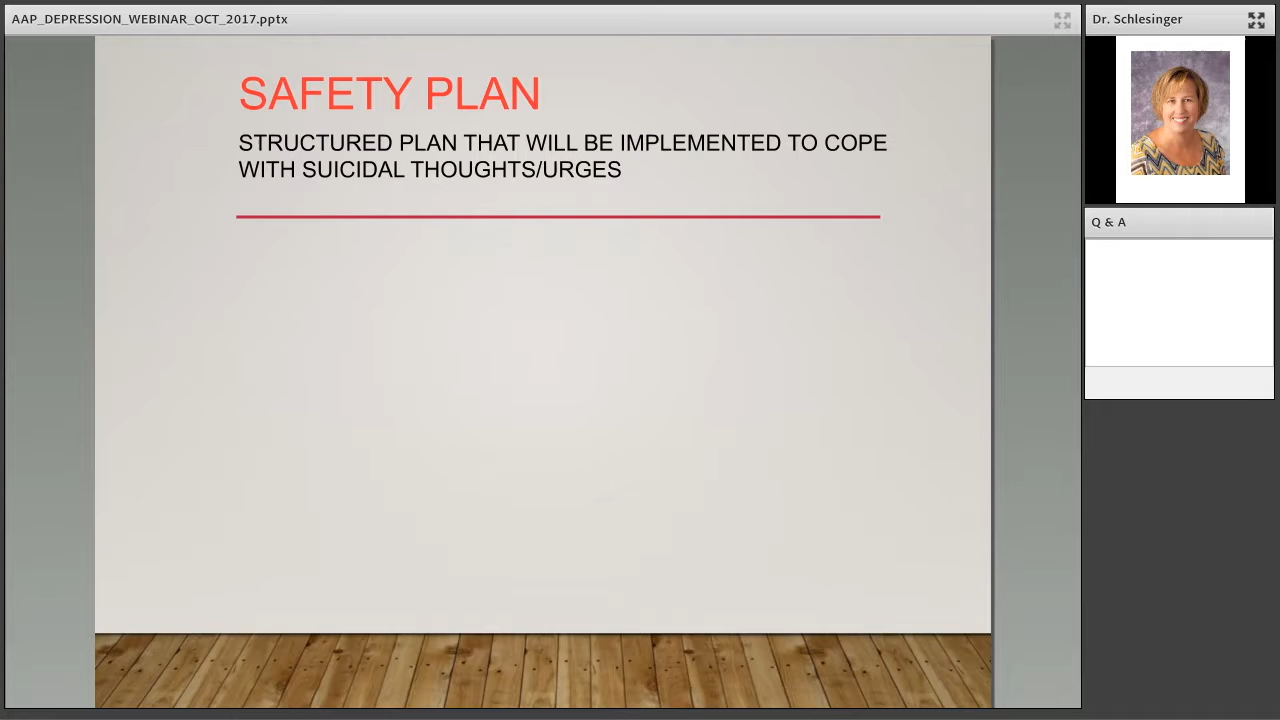 AAP_DEPRESSION_WEBINAR_OCT_2017.pptx
Dr. Schlesinger
SAFETY PLAN
STRUCTURED PLAN THAT WILL BE IMPLEMENTED TO COPE
WITH SUICIDAL THOUGHTS/URGES
Q & A